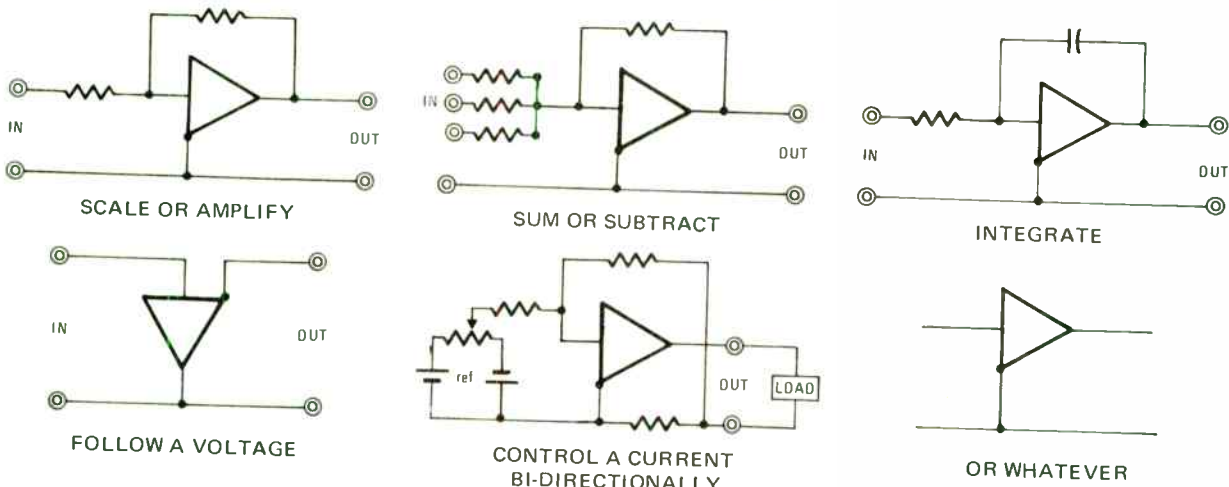 IN
OUT
SCALE OR AMPLIFY
IN
OUT
SUM OR SUBTRACT
IN
OUT
INTEGRATE
IN
OUT
FOLLOW A VOLTAGE
ref
OUT
LOAD
CONTROL A CURRENT
BI-DIRECTIONALLY
OR WHATEVER